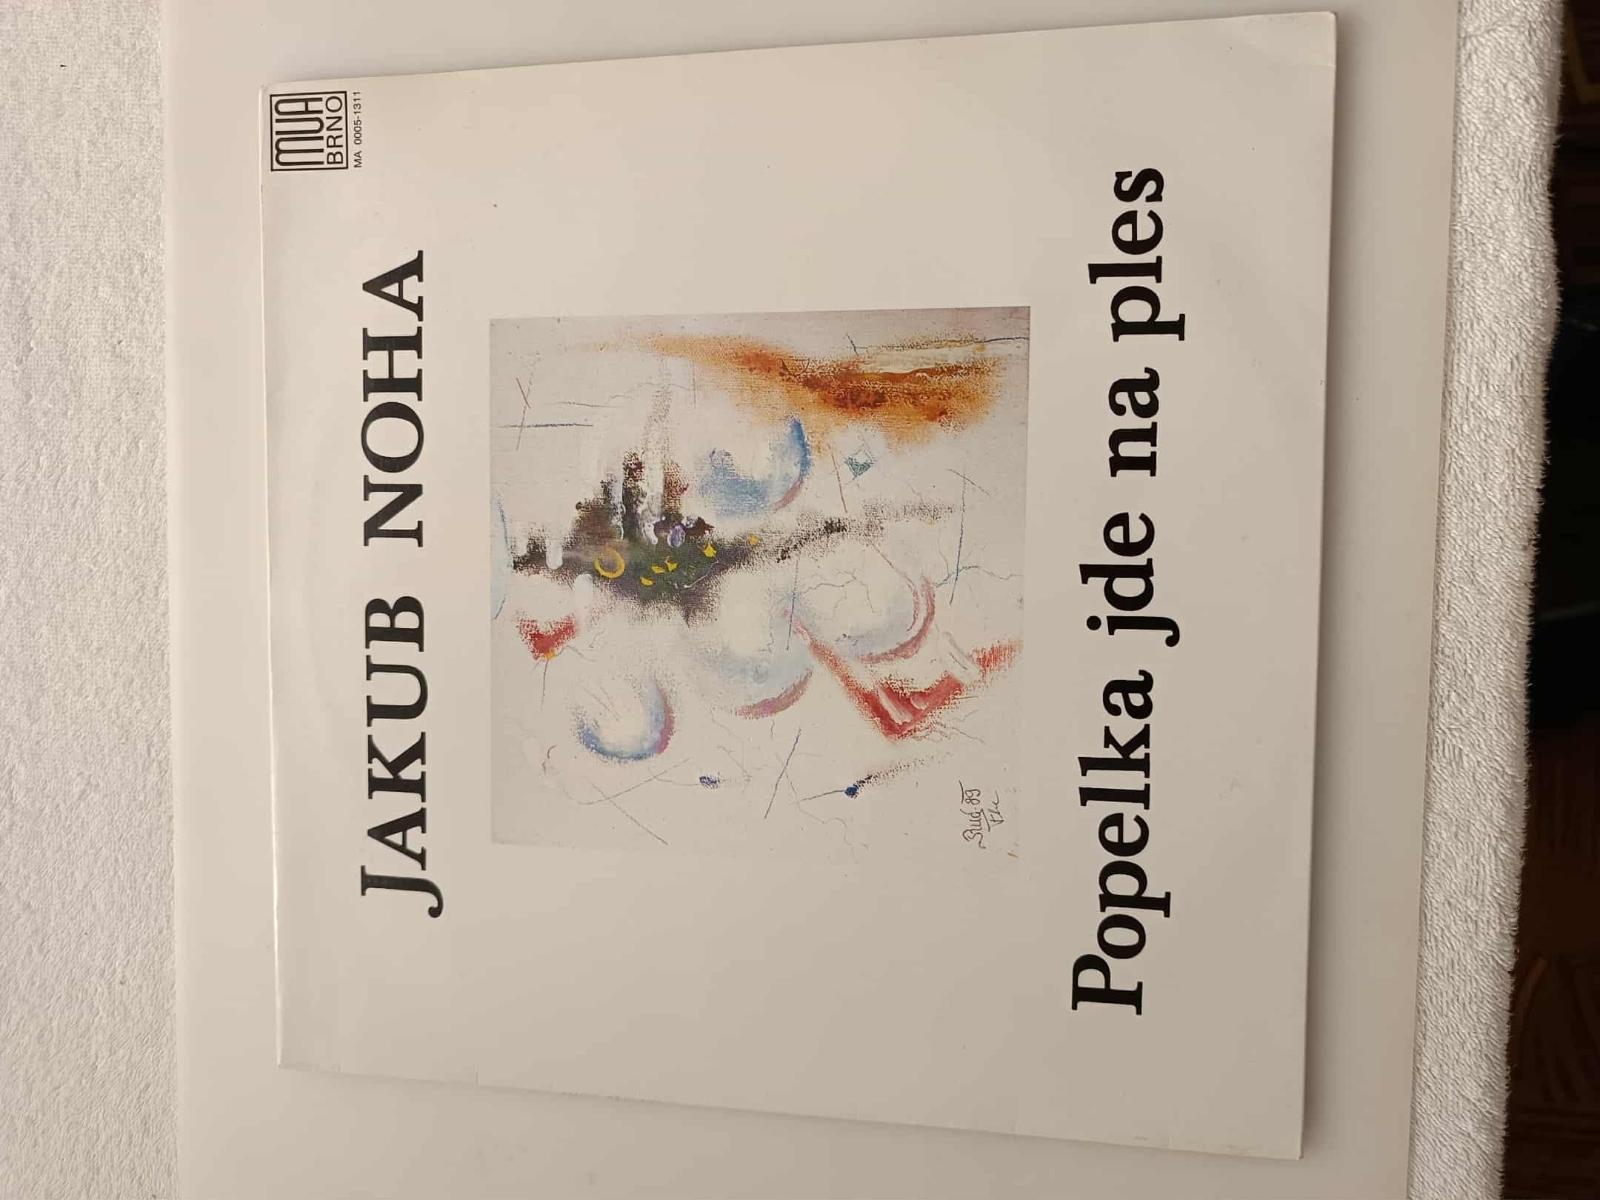 MUA
BRNO
MA 0005-1311
JAKUB NOHA
Popelka jde na ples